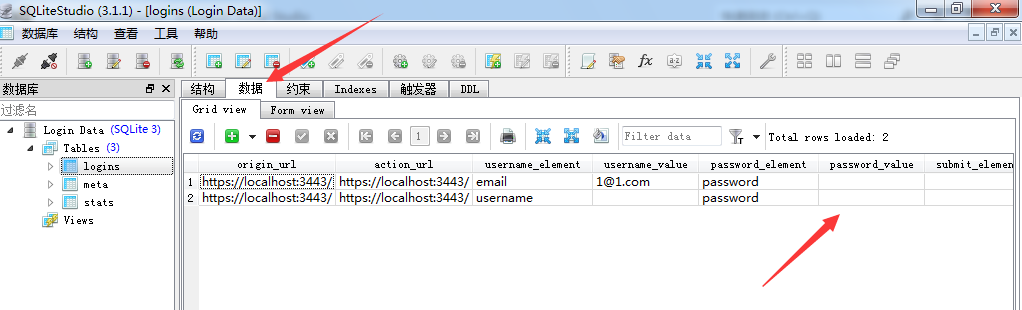 SQLiteStudio (3.1.1) - [logins (Login Data)]
数据库 结构 查看 工具 帮助
数据库
过滤名
Login Data (SQLite 3)
Tables (3)
logins
meta
stats
Views
结构 数据 约束 Indexes 触发器 DDL
Grid view Form view
1 Filter data Total rows loaded: 2
origin_url action_url username_element username_value password_element password_value submit_elemen
1 https://localhost:3443/ https://localhost:3443/ email 1@1.com password
2 https://localhost:3443/ https://localhost:3443/ username password